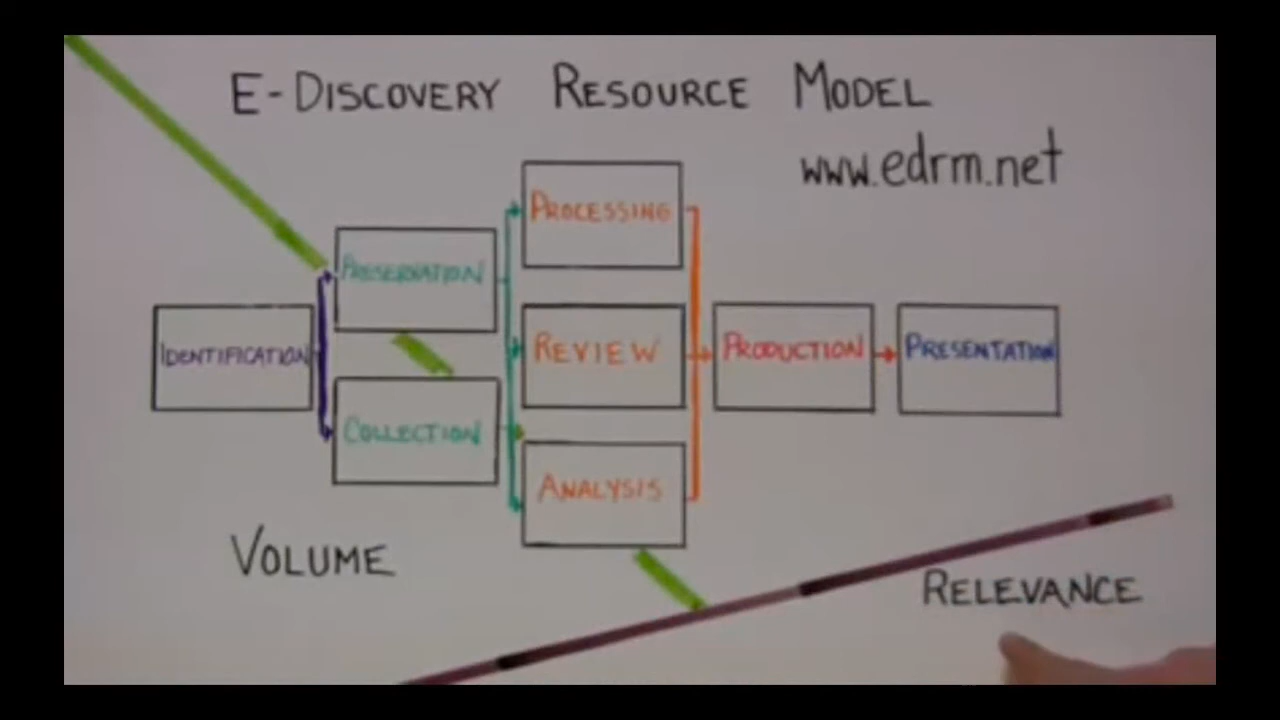 E-DISCOVERY RESOURCE MODEL
www.edrm.net
IDENTIFICATION
PRESERVATION
COLLECTION
PROCESSING
REVIEW
ANALYSIS
PRODUCTION
PRESENTATION
VOLUME
RELEVANCE